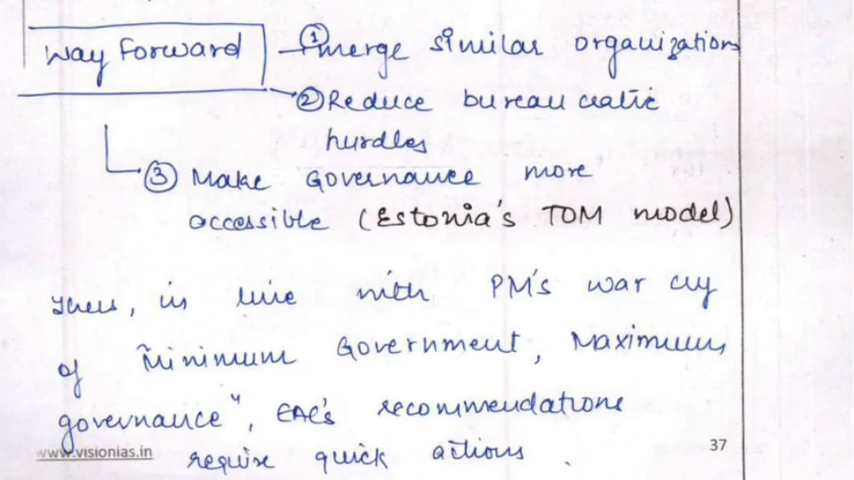 Way Forward → ① merge similar organizations
→ ② Reduce bureaucratic
hurdles
③ Make Governance more
accessible (Estonia's TOM model)
Thus, in line with PM's war cry
of "Minimum Government, Maximum
governance", EAC's recommendations
require quick actions.
www.visionias.in
37